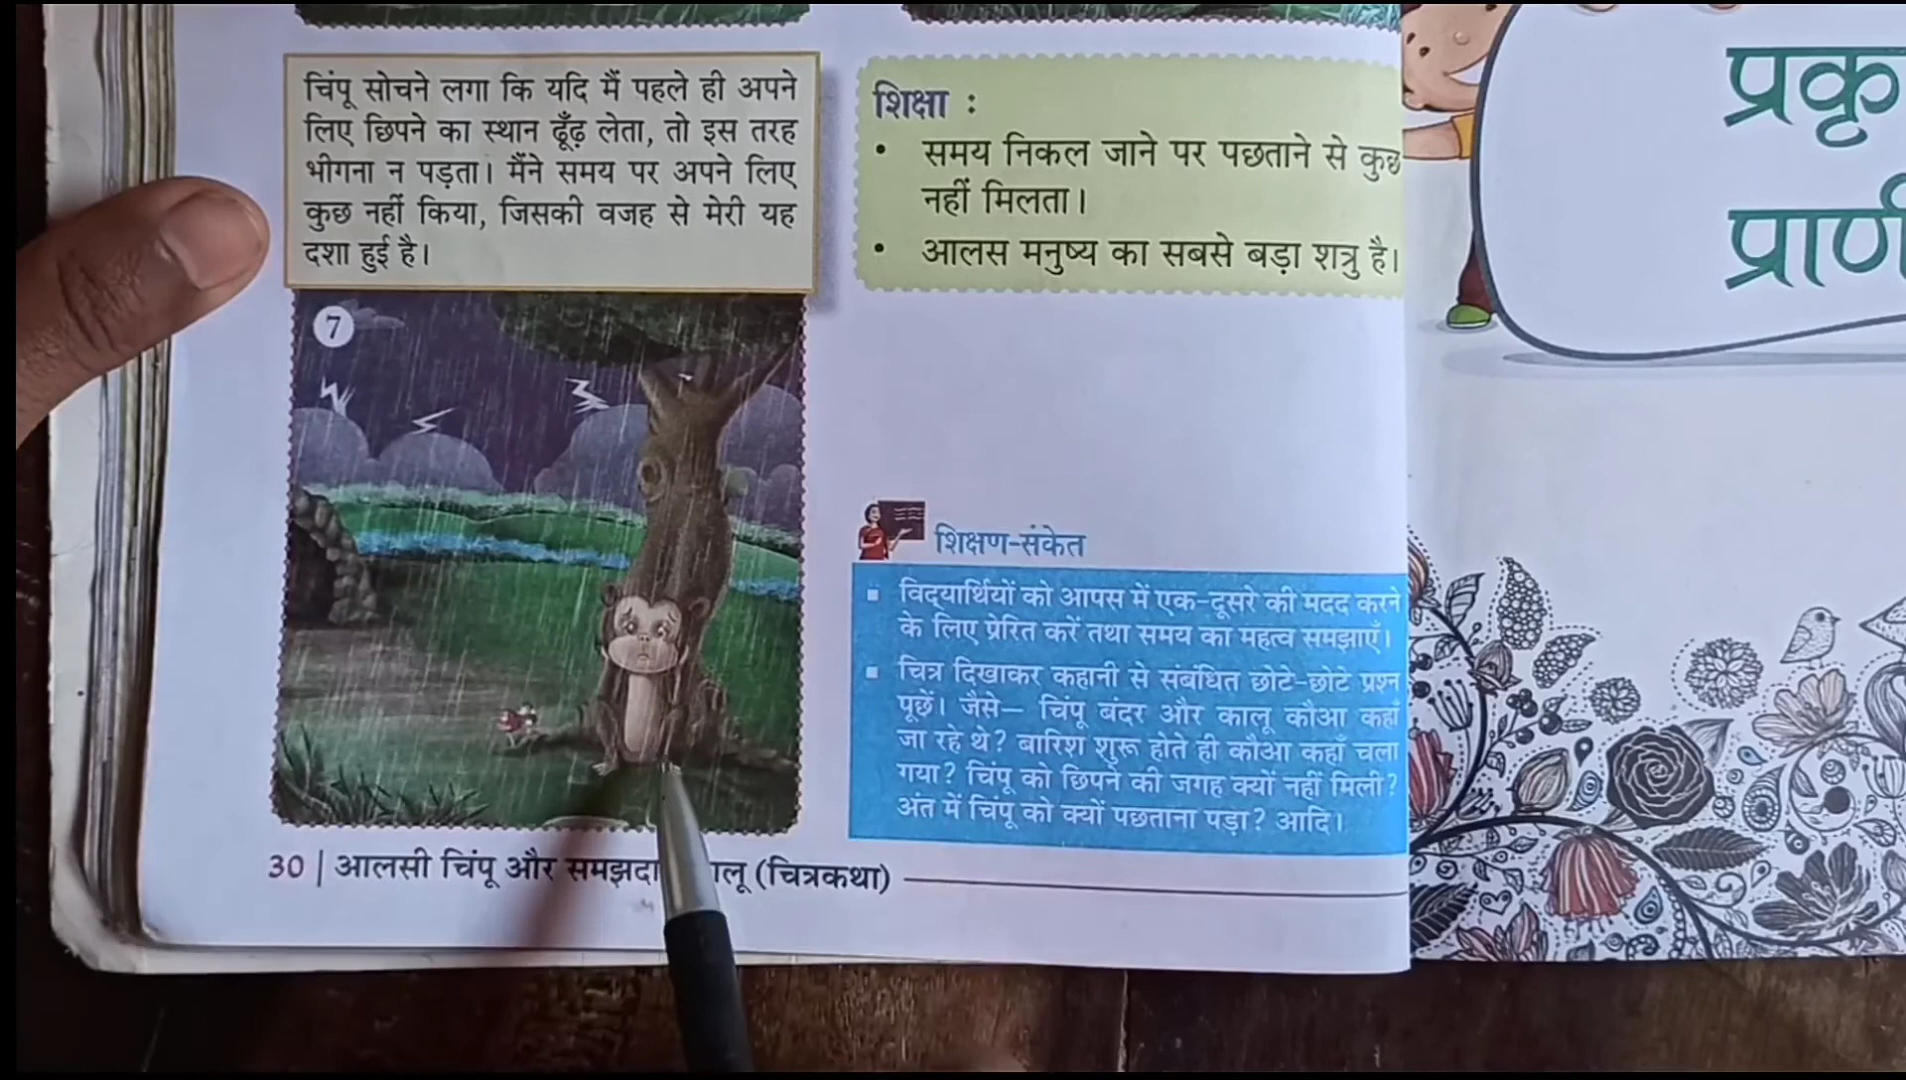 चिंपू सोचने लगा कि यदि मैं पहले ही अपने
लिए छिपने का स्थान ढूँढ़ लेता, तो इस तरह
भीगना न पड़ता। मैंने समय पर अपने लिए
कुछ नहीं किया, जिसकी वजह से मेरी यह
दशा हुई है।
7
शिक्षा :
• समय निकल जाने पर पछताने से कुछ
नहीं मिलता।
• आलस मनुष्य का सबसे बड़ा शत्रु है।
शिक्षण-संकेत
▪ विद्यार्थियों को आपस में एक-दूसरे की मदद करने
के लिए प्रेरित करें तथा समय का महत्व समझाएँ।
▪ चित्र दिखाकर कहानी से संबंधित छोटे-छोटे प्रश्न
पूछें। जैसे— चिंपू बंदर और कालू कौआ कहाँ
जा रहे थे? बारिश शुरू होते ही कौआ कहाँ चला
गया? चिंपू को छिपने की जगह क्यों नहीं मिली?
अंत में चिंपू को क्यों पछताना पड़ा? आदि।
30 | आलसी चिंपू और (चित्रकथा)